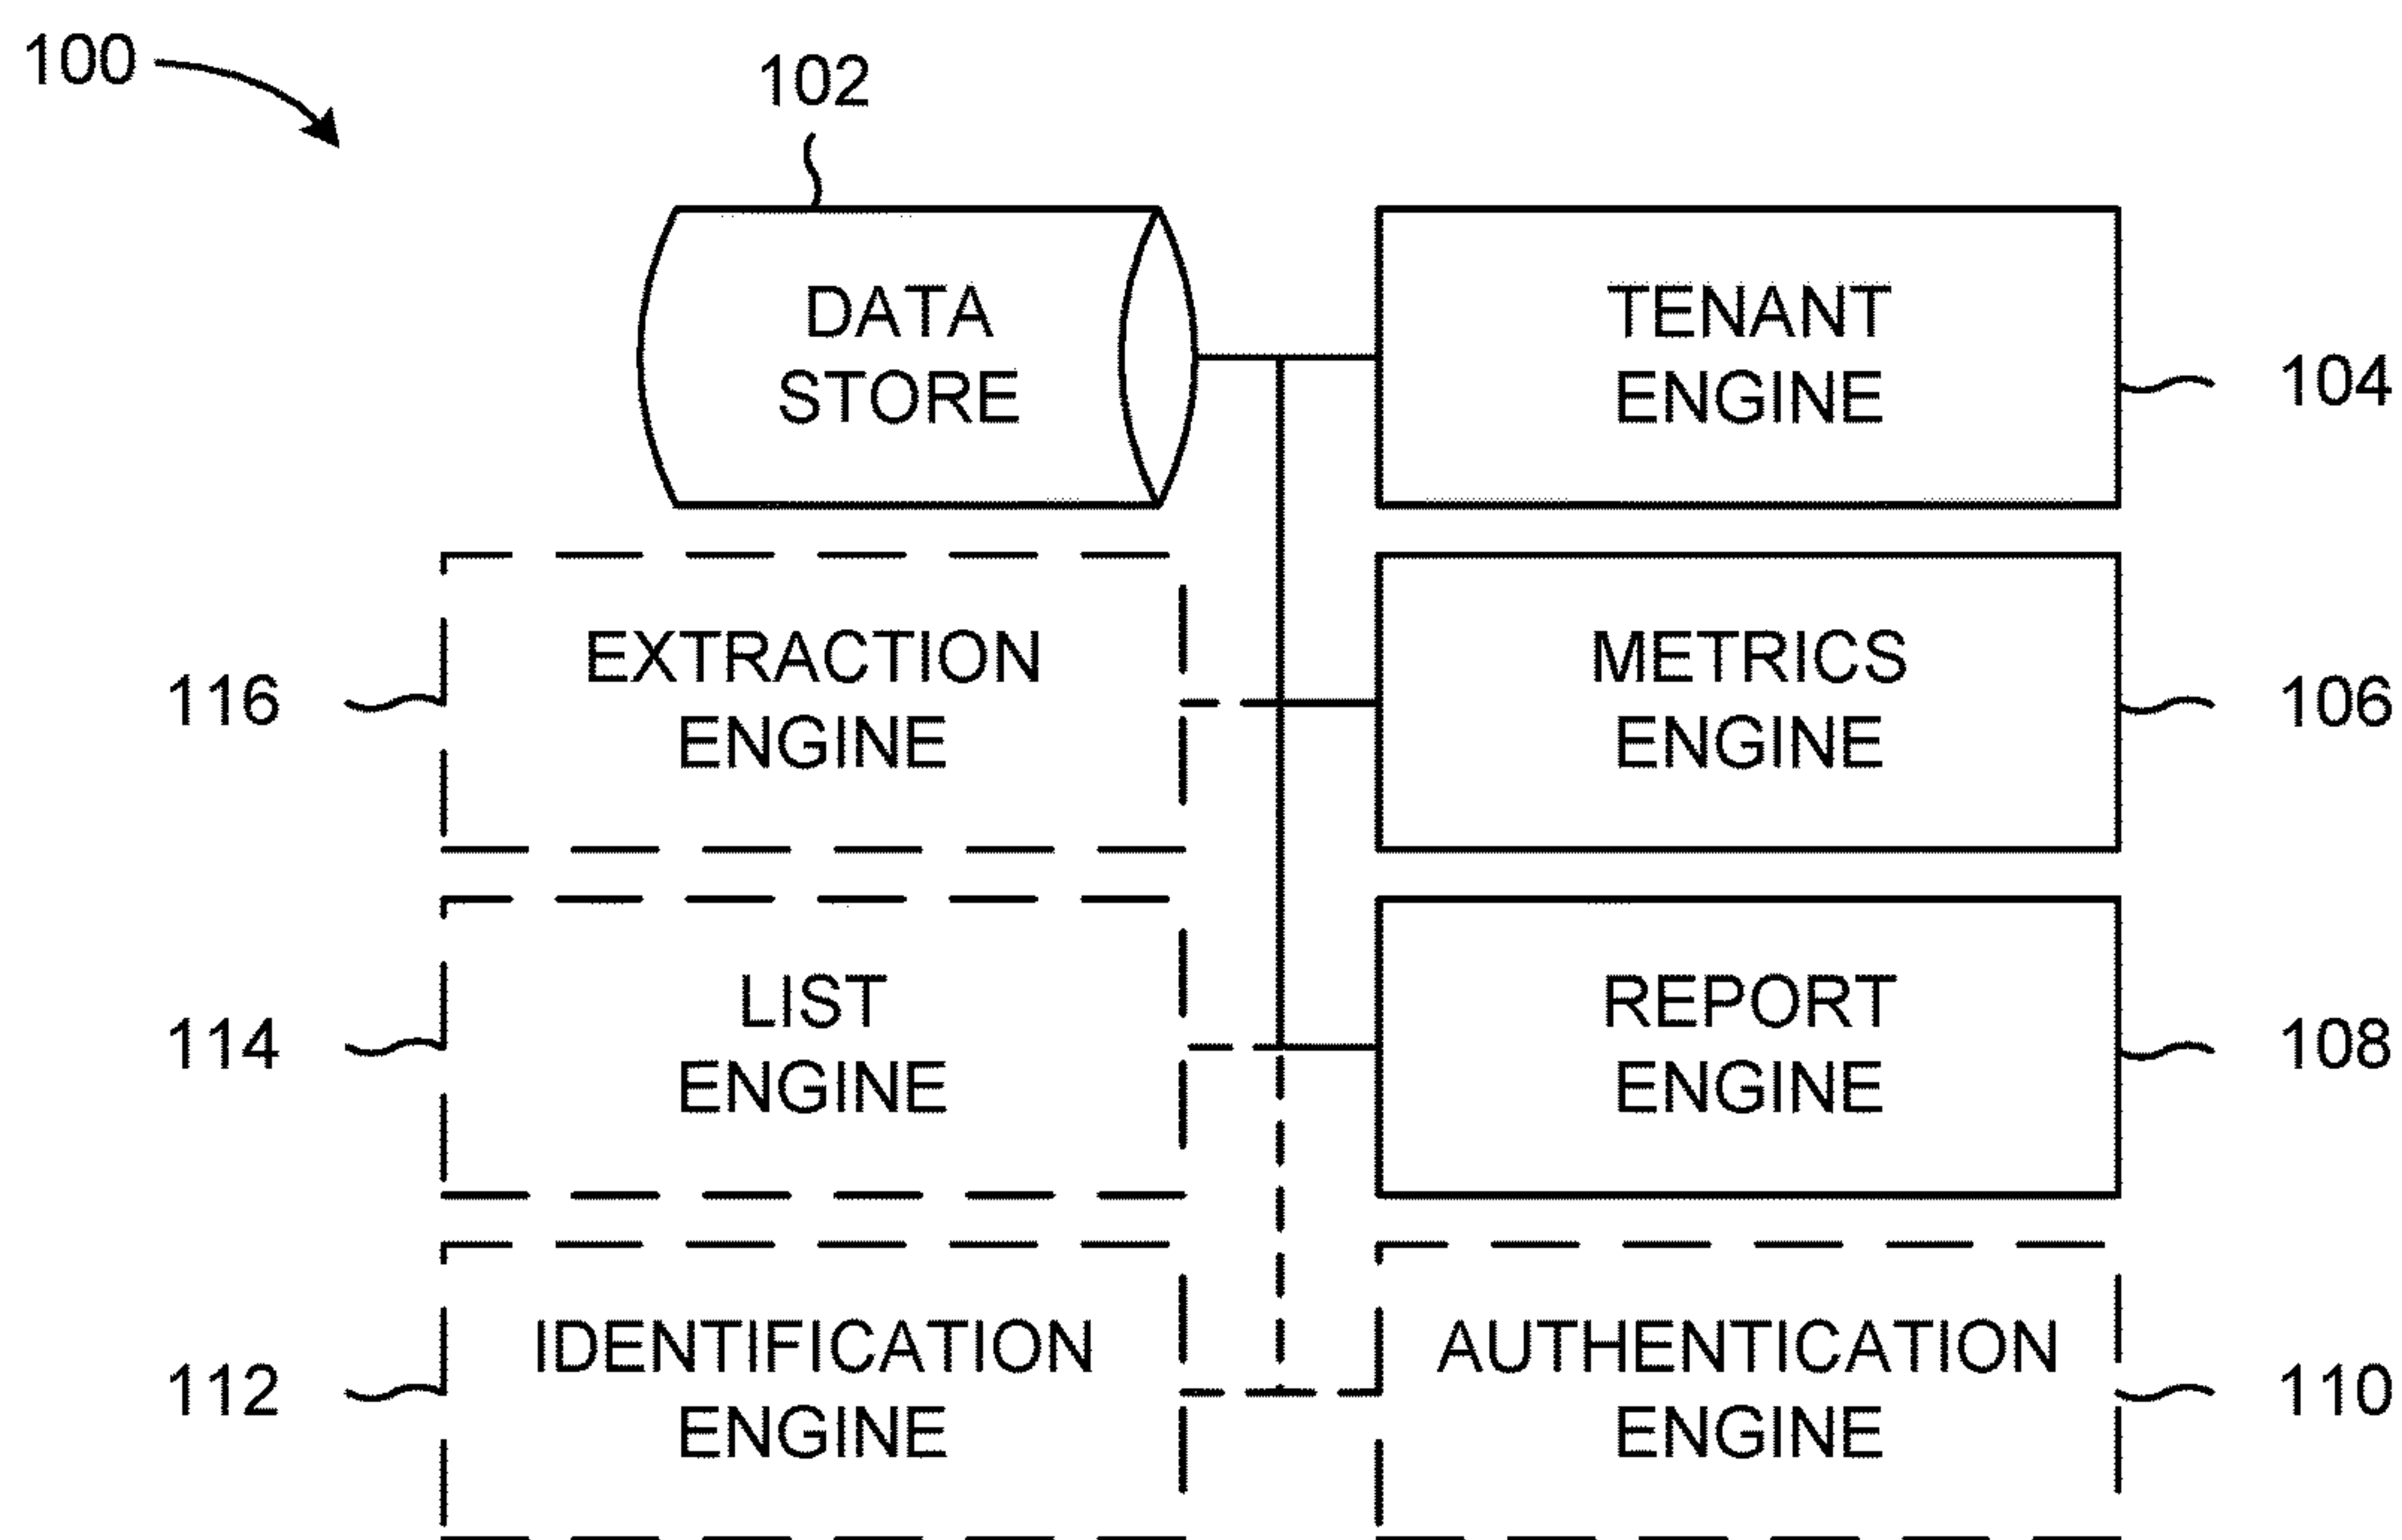 100
102
DATA
STORE
TENANT
ENGINE
104
116
EXTRACTION
ENGINE
METRICS
ENGINE
106
114
LIST
ENGINE
REPORT
ENGINE
108
112
IDENTIFICATION
ENGINE
AUTHENTICATION
ENGINE
110